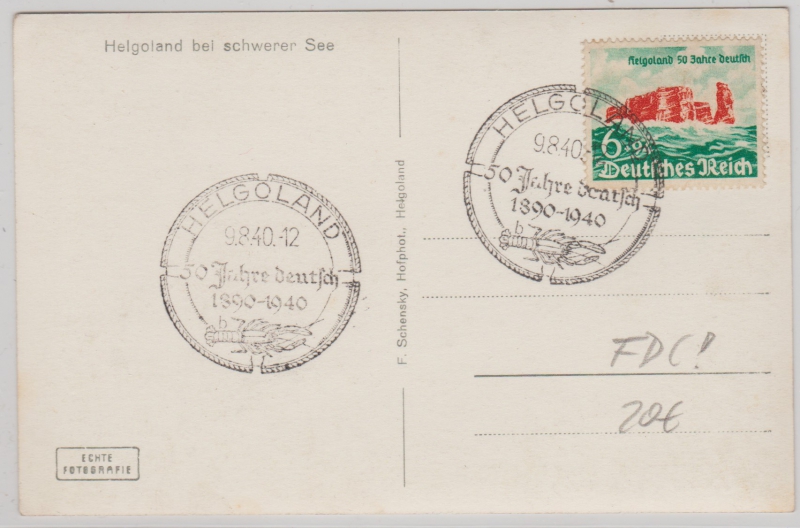 Helgoland bei schwerer See
Helgoland 50 Jahre deutsch
6+
Deutsches Reich
HELGOLAND
9.8.40.
50 Jahre deutsch
1890-1940
b
HELGOLAND
9.8.40.-12
50 Jahre deutsch
1890-1940
b
F. Schensky, Hofphot., Helgoland
FDC!
20€
ECHTE
FOTOGRAFIE